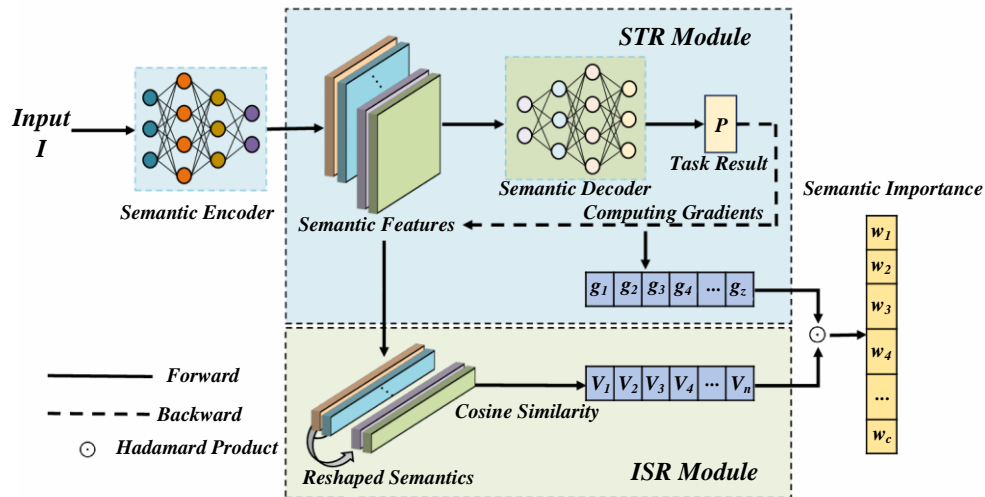 STR Module
Input
I
P
Task Result
Semantic Encoder
Semantic Features
Semantic Decoder
Computing Gradients
Semantic Importance
g1 g2 g3 g4 ... gz
w1
w2
w3
w4
...
wc
Forward
Backward
Hadamard Product
V1 V2 V3 V4 ... Vn
Cosine Similarity
Reshaped Semantics
ISR Module